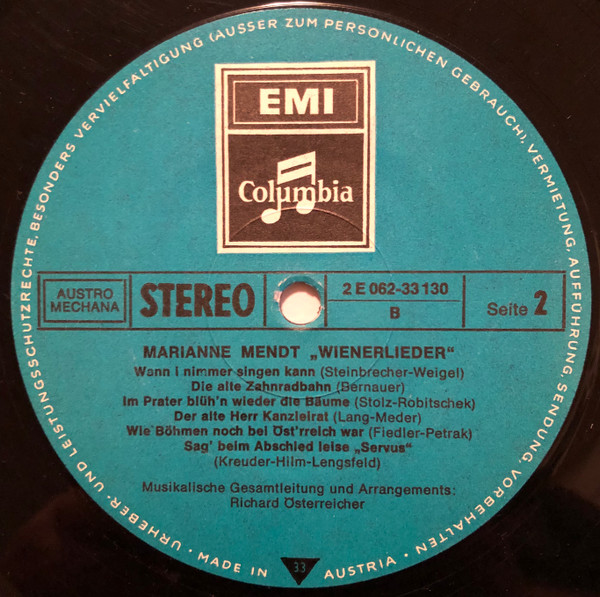 URHEBER- UND LEISTUNGSSCHUTZRECHTE, BESONDERS VERVIELFÄLTIGUNG (AUSSER ZUM PERSÖNLICHEN GEBRAUCH), VERMIETUNG, AUFFÜHRUNG, SENDUNG, VORBEHALTEN ·
EMI
Columbia
AUSTRO
MECHANA
STEREO
2 E 062-33 130
B
Seite 2
MARIANNE MENDT „WIENERLIEDER“
Wann i nimmer singen kann (Steinbrecher-Weigel)
Die alte Zahnradbahn (Bernauer)
Im Prater blüh'n wieder die Bäume (Stolz-Robitschek)
Der alte Herr Kanzleirat (Lang-Meder)
Wie Böhmen noch bei Öst'rreich war (Fiedler-Petrak)
Sag' beim Abschied leise „Servus“
(Kreuder-Hilm-Lengsfeld)
Musikalische Gesamtleitung und Arrangements:
Richard Österreicher
· MADE IN 33 AUSTRIA ·